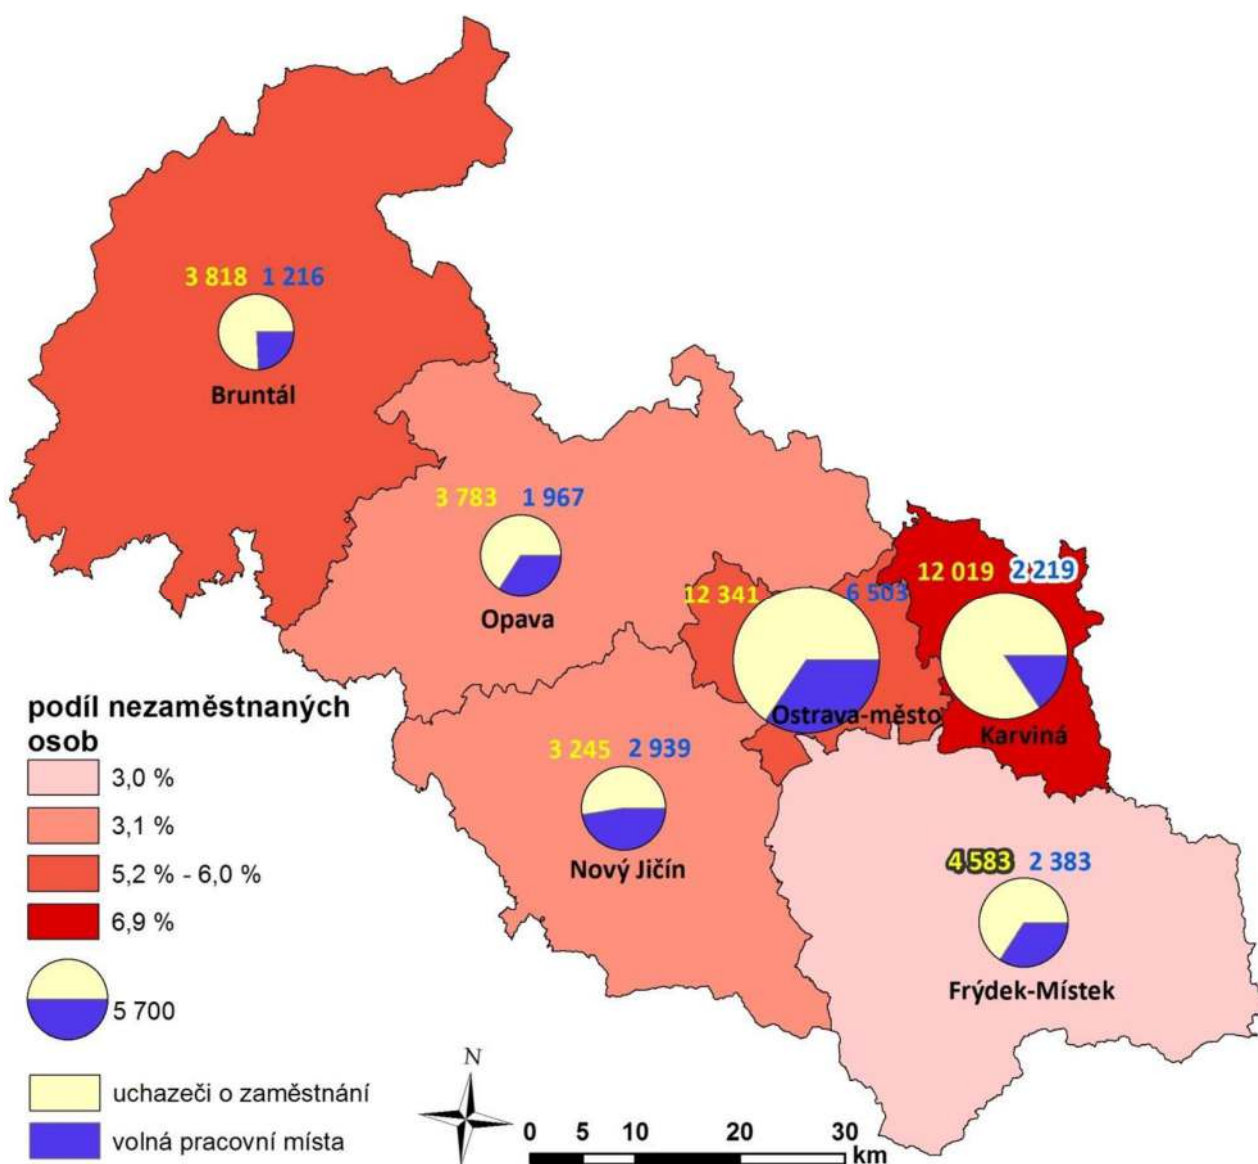 3 818 1 216
Bruntál
3 783 1 967
Opava
12 341 6 503
Ostrava-město
12 019 2 219
Karviná
3 245 2 939
Nový Jičín
4 583 2 383
Frýdek-Místek
podíl nezaměstnaných
osob
3,0 %
3,1 %
5,2 % - 6,0 %
6,9 %
5 700
uchazeči o zaměstnání
volná pracovní místa
N
0 5 10 20 30
km